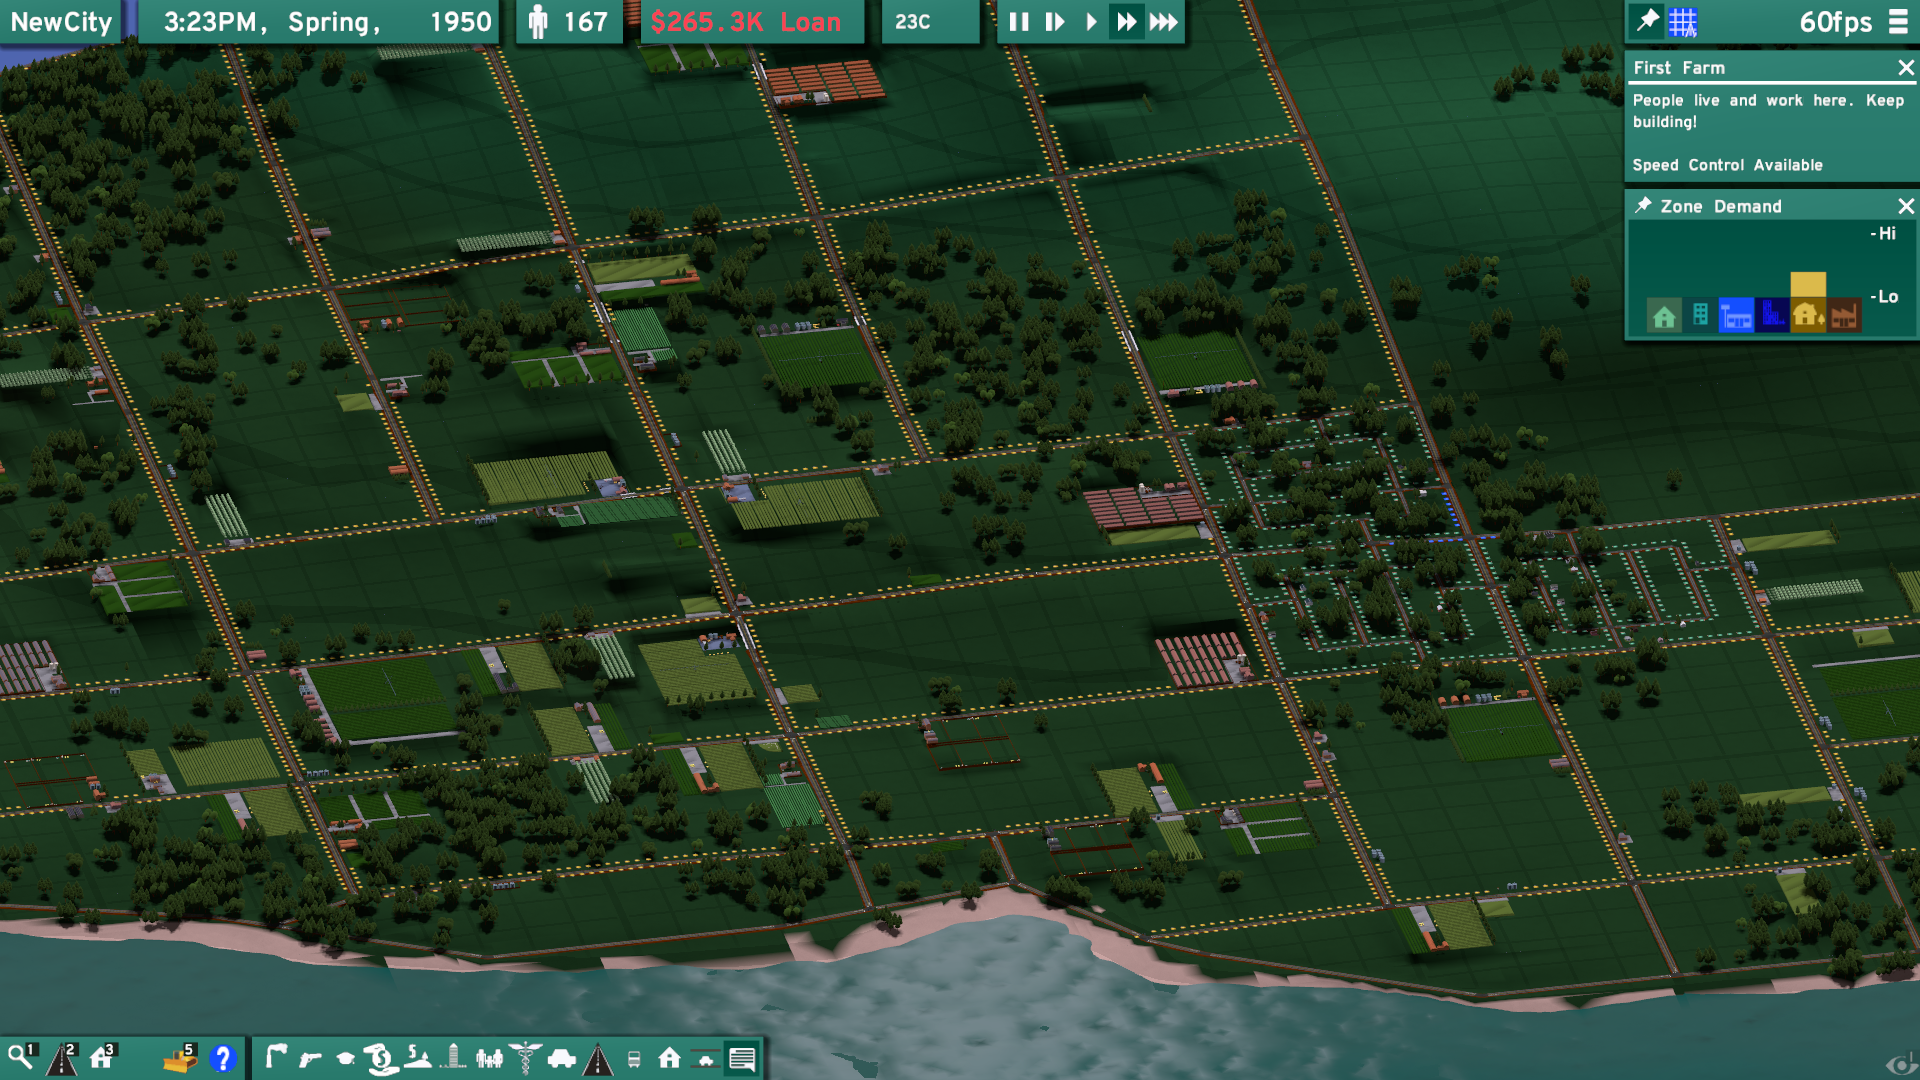 NewCity
3:23PM, Spring, 1950
167
$265.3K Loan
23C
60fps
First Farm
People live and work here. Keep
building!
Speed Control Available
Zone Demand
-Hi
-Lo
1
2
3
5
?